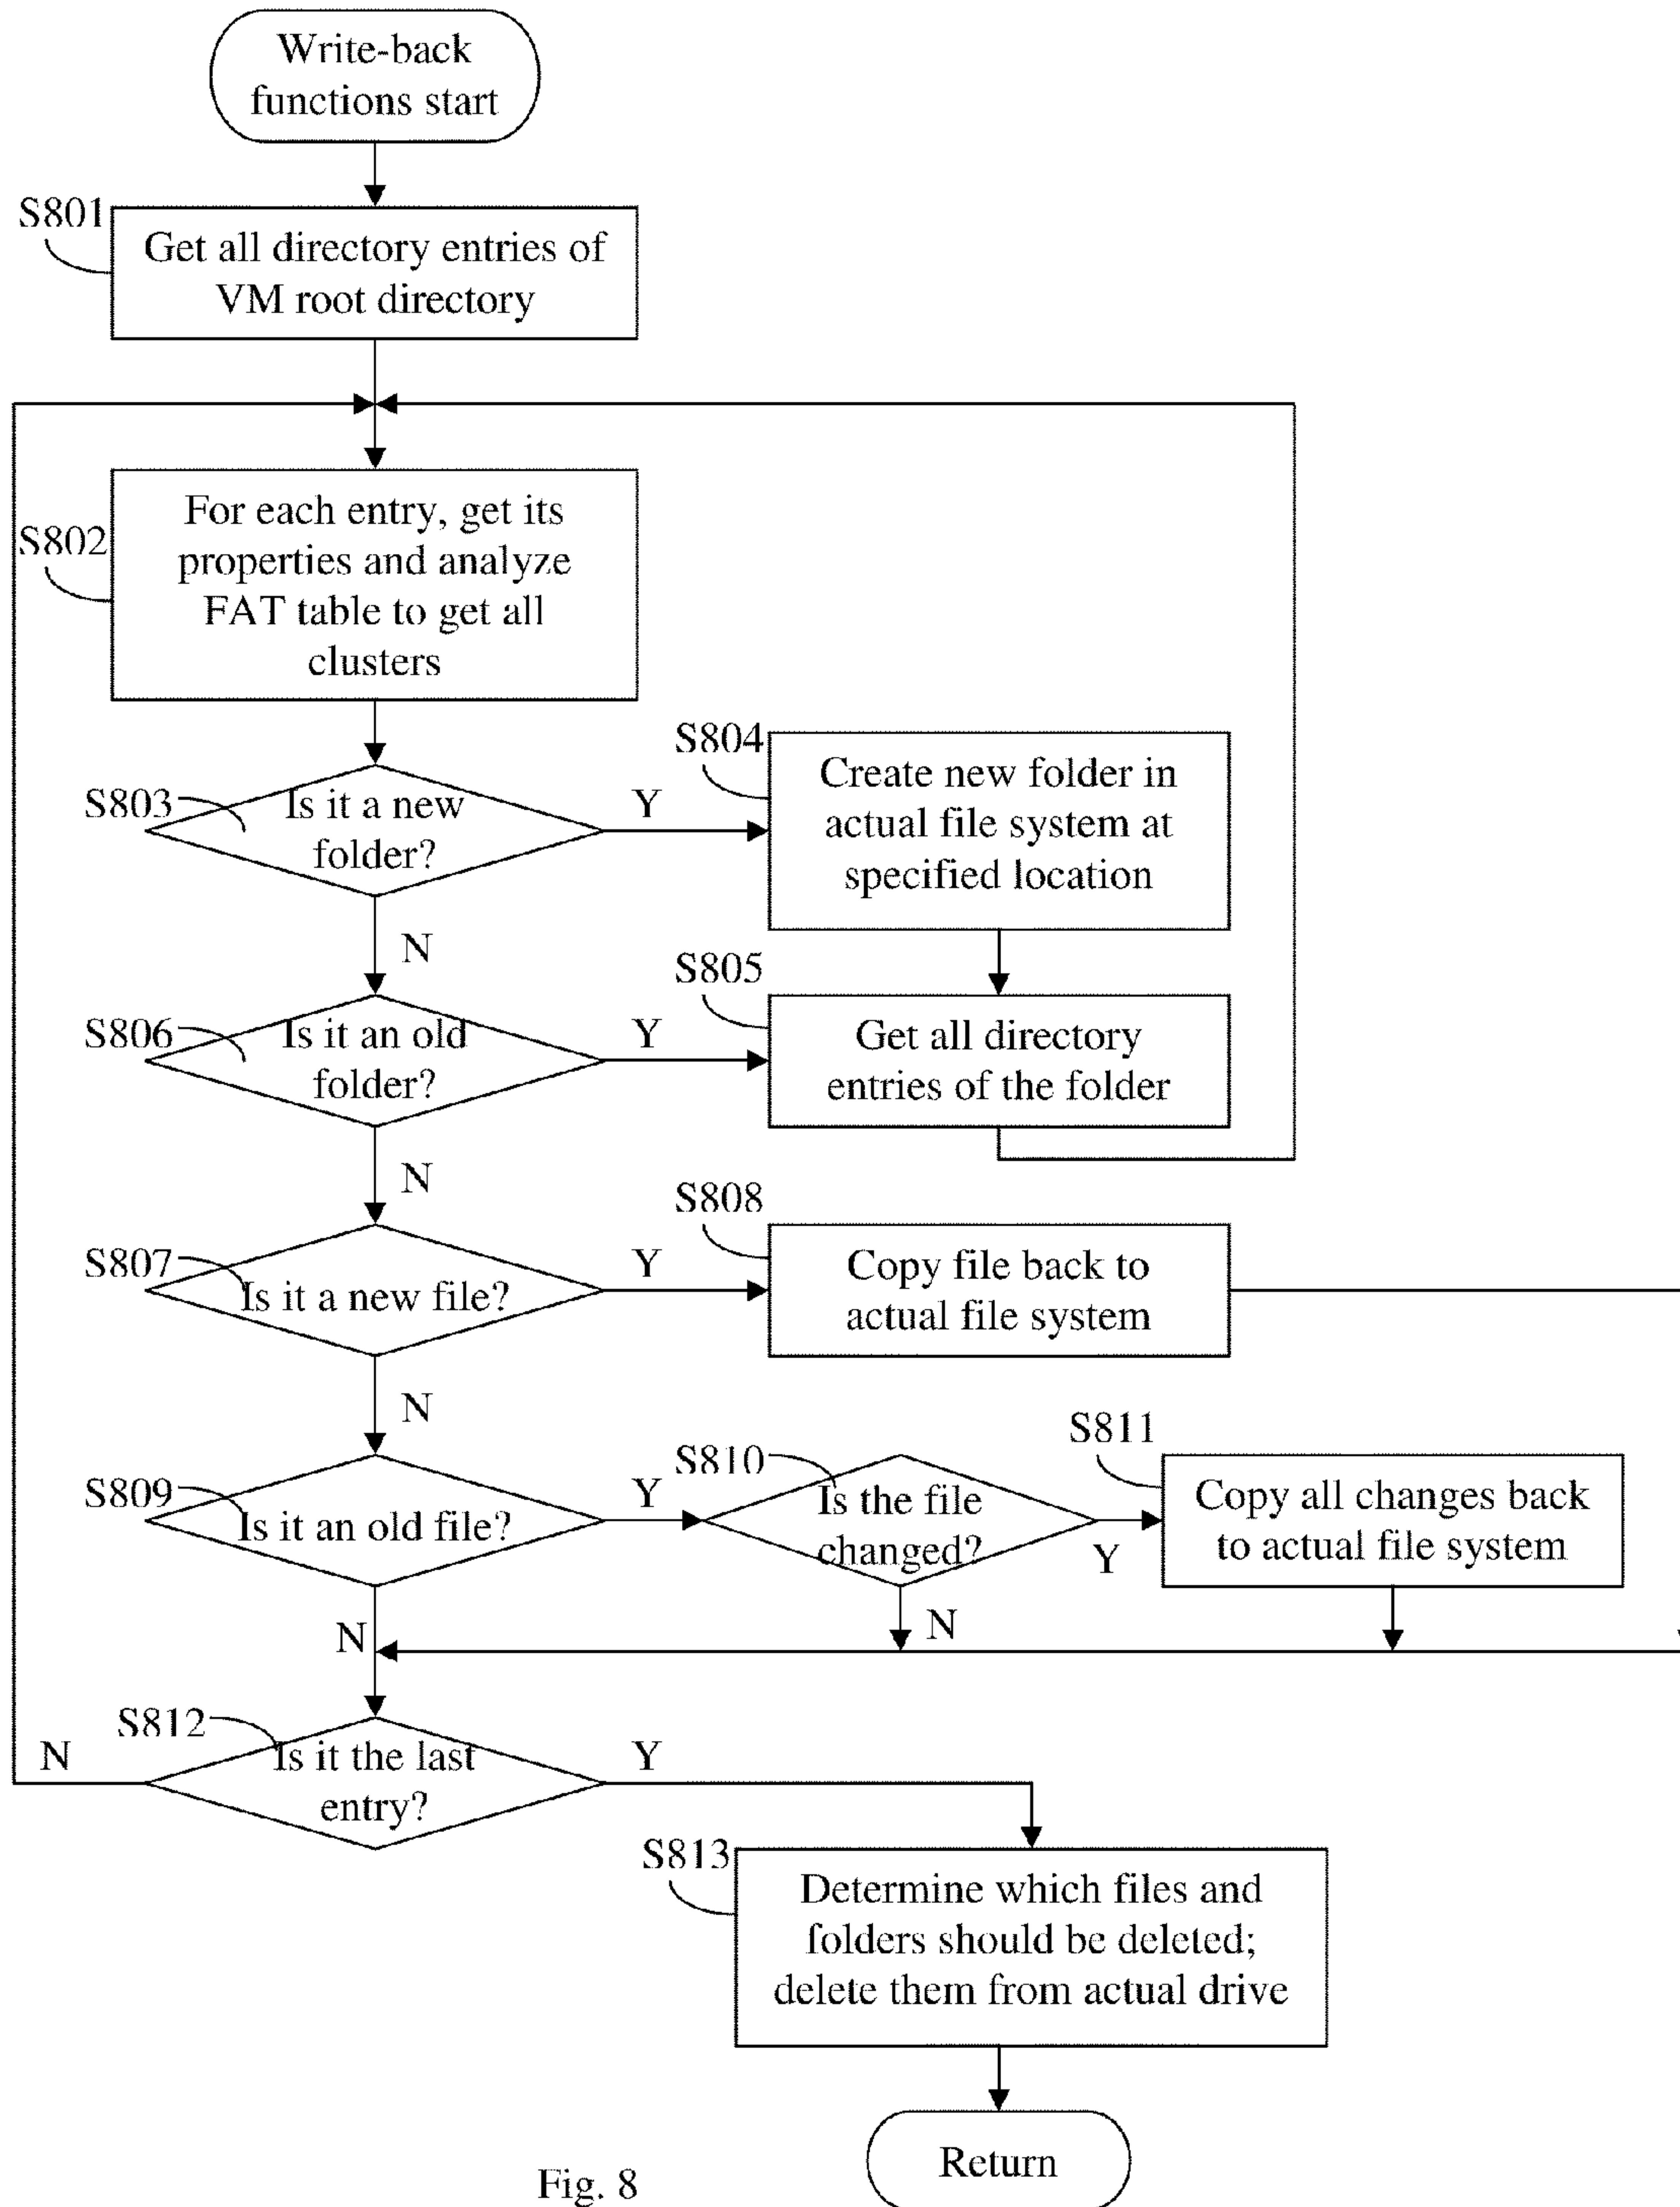 Write-back
functions start
S801
Get all directory entries of
VM root directory
S802
For each entry, get its
properties and analyze
FAT table to get all
clusters
S803
Is it a new
folder?
Y
N
S804
Create new folder in
actual file system at
specified location
S805
Get all directory
entries of the folder
S806
Is it an old
folder?
Y
N
S807
Is it a new file?
Y
N
S808
Copy file back to
actual file system
S809
Is it an old file?
Y
N
S810
Is the file
changed?
Y
N
S811
Copy all changes back
to actual file system
S812
Is it the last
entry?
N
Y
S813
Determine which files and
folders should be deleted;
delete them from actual drive
Return
Fig. 8